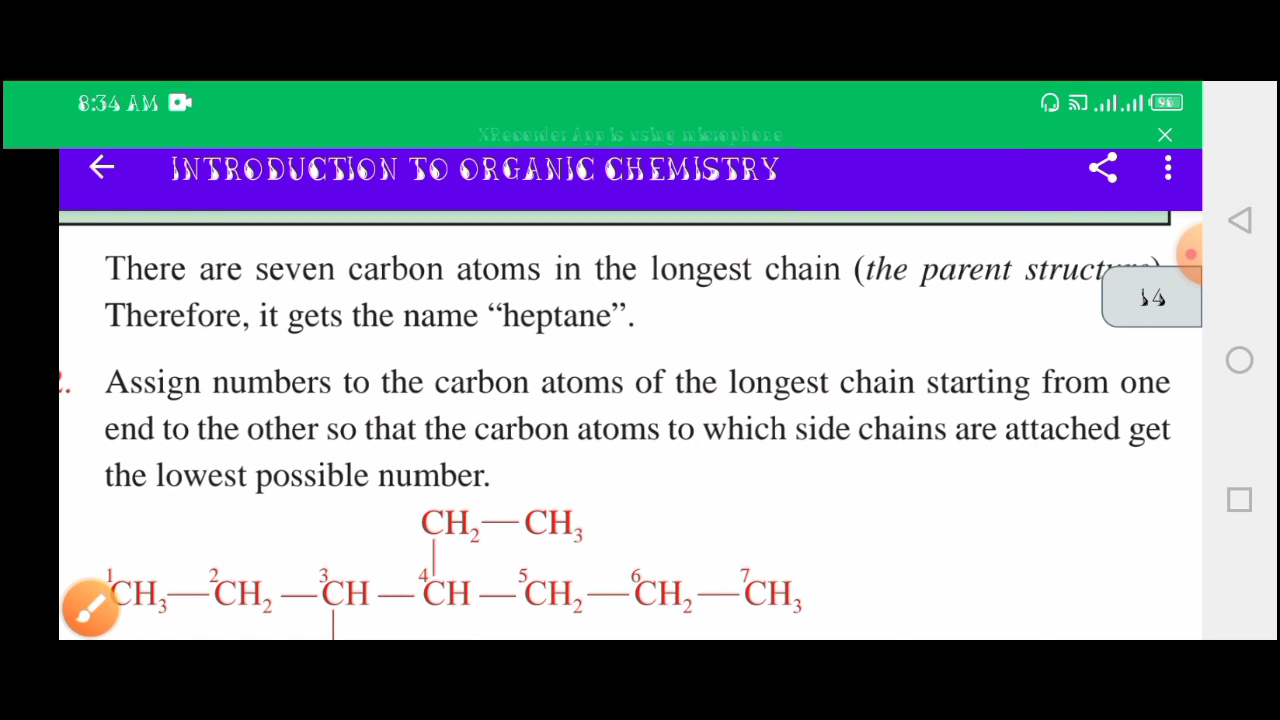 8:34 AM
96
XRecorder App is using microphone
INTRODUCTION TO ORGANIC CHEMISTRY
There are seven carbon atoms in the longest chain (the parent
14
Therefore, it gets the name “heptane”.
Assign numbers to the carbon atoms of the longest chain starting from one
end to the other so that the carbon atoms to which side chains are attached get
the lowest possible number.
CH₂—CH₃
¹CH₃—²CH₂—³CH—⁴CH—⁵CH₂—⁶CH₂—⁷CH₃